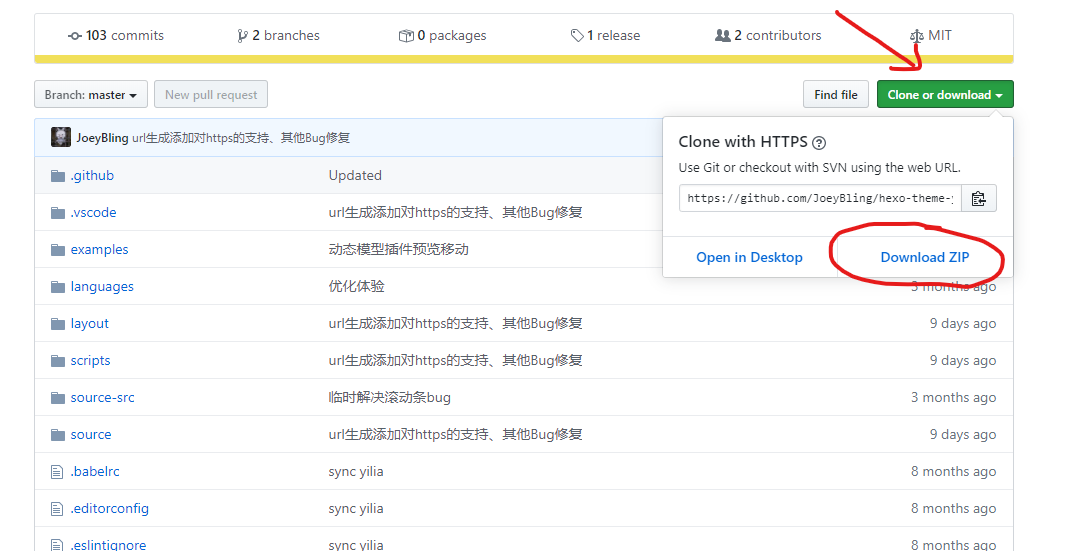 103 commits 2 branches 0 packages 1 release 2 contributors MIT
Branch: master New pull request Find file Clone or download
JoeyBling url生成添加对https的支持、其他Bug修复
Clone with HTTPS
Use Git or checkout with SVN using the web URL.
https://github.com/JoeyBling/hexo-theme-
Open in Desktop Download ZIP
.github Updated
.vscode url生成添加对https的支持、其他Bug修复
examples 动态模型插件预览移动
languages 优化体验 3 months ago
layout url生成添加对https的支持、其他Bug修复 9 days ago
scripts url生成添加对https的支持、其他Bug修复 9 days ago
source-src 临时解决滚动条bug 3 months ago
source url生成添加对https的支持、其他Bug修复 9 days ago
.babelrc sync yilia 8 months ago
.editorconfig sync yilia 8 months ago
.eslintignore sync yilia 8 months ago